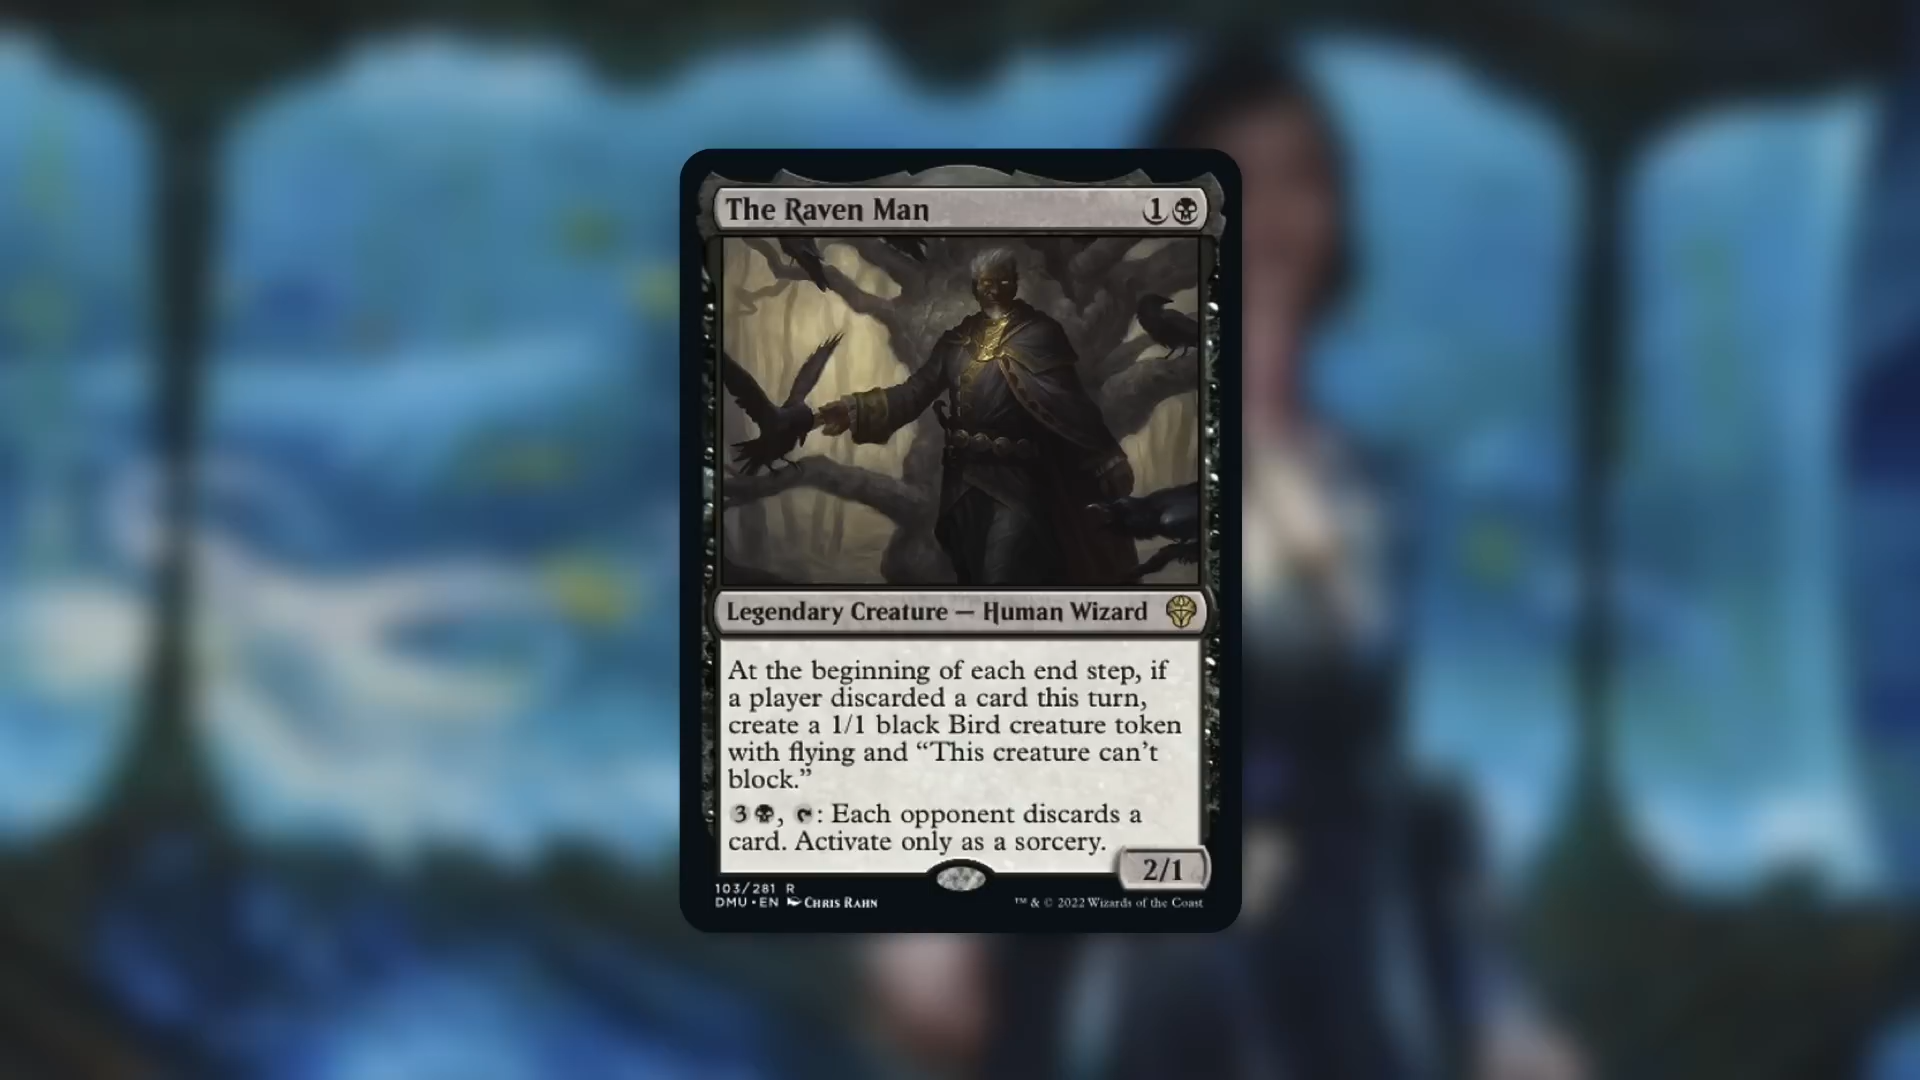 The Raven Man 1
Legendary Creature — Human Wizard
At the beginning of each end step, if
a player discarded a card this turn,
create a 1/1 black Bird creature token
with flying and “This creature can’t
block.”
3 , : Each opponent discards a
card. Activate only as a sorcery.
2/1
103/281 R
DMU • EN Chris Rahn
™ & © 2022 Wizards of the Coast